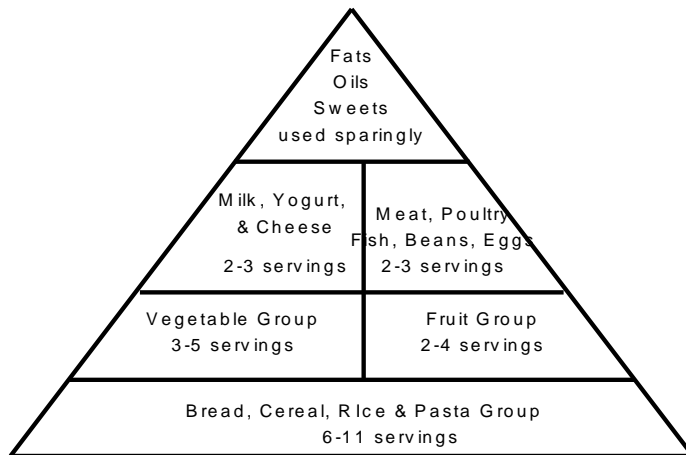 Fats
Oils
Sweets
used sparingly
Milk, Yogurt,
& Cheese
2-3 servings
Meat, Poultry
Fish, Beans, Eggs
2-3 servings
Vegetable Group
3-5 servings
Fruit Group
2-4 servings
Bread, Cereal, RIce & Pasta Group
6-11 servings